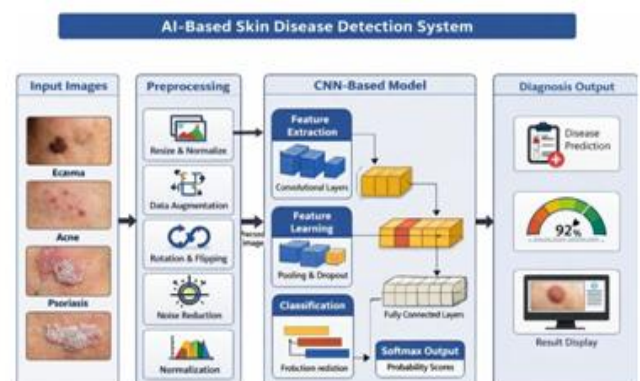 AI-Based Skin Disease Detection System
Input Images
Eczema
Acne
Psoriasis
Preprocessing
Resize & Normalize
Data Augmentation
Rotation & Flipping
Noise Reduction
Normalization
Image
CNN-Based Model
Feature
Extraction
Convolutional Layers
Feature
Learning
Pooling & Dropout
Classification
Fully Connected Layers
Softmax Output
Probability Scores
Diagnosis Output
Disease
Prediction
92%
Result Display